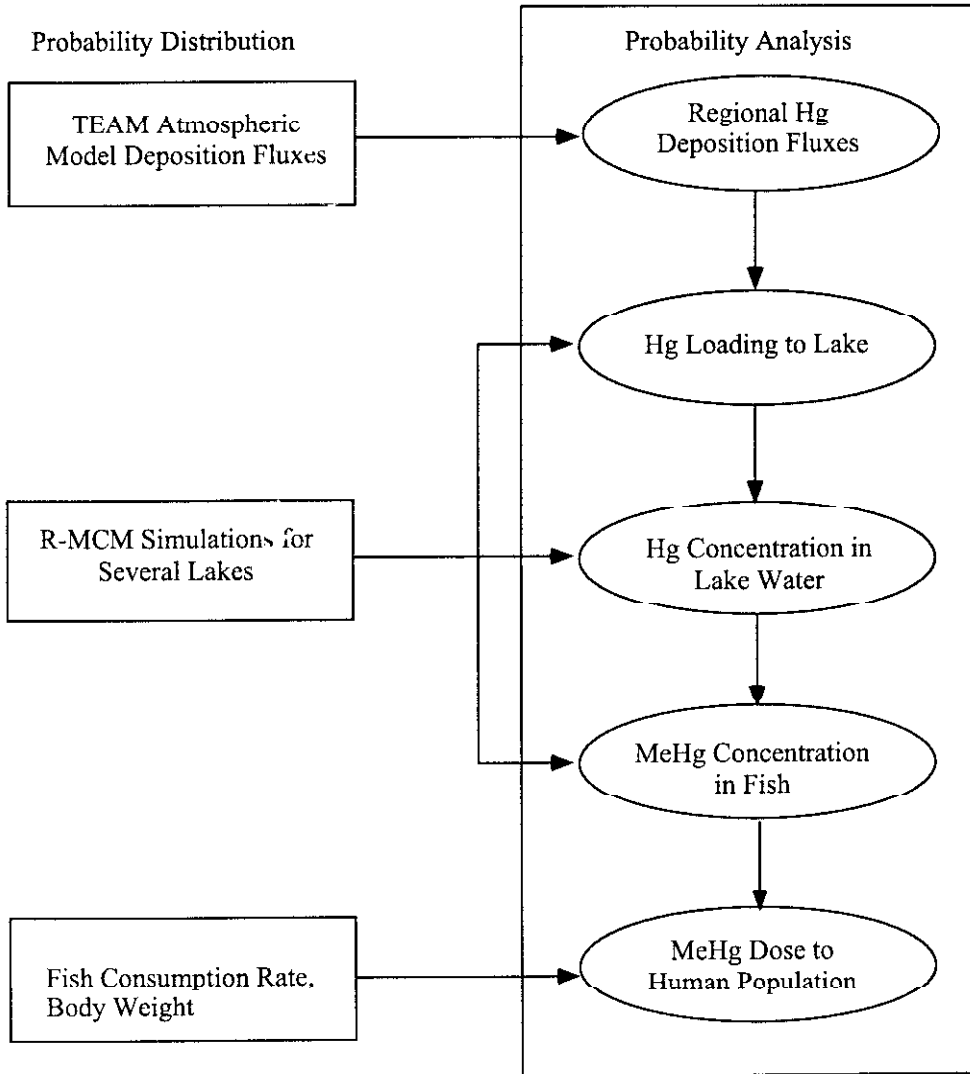 Probability Distribution
Probability Analysis
TEAM Atmospheric
Model Deposition Fluxes
Regional Hg
Deposition Fluxes
Hg Loading to Lake
R-MCM Simulations for
Several Lakes
Hg Concentration in
Lake Water
MeHg Concentration
in Fish
Fish Consumption Rate,
Body Weight
MeHg Dose to
Human Population